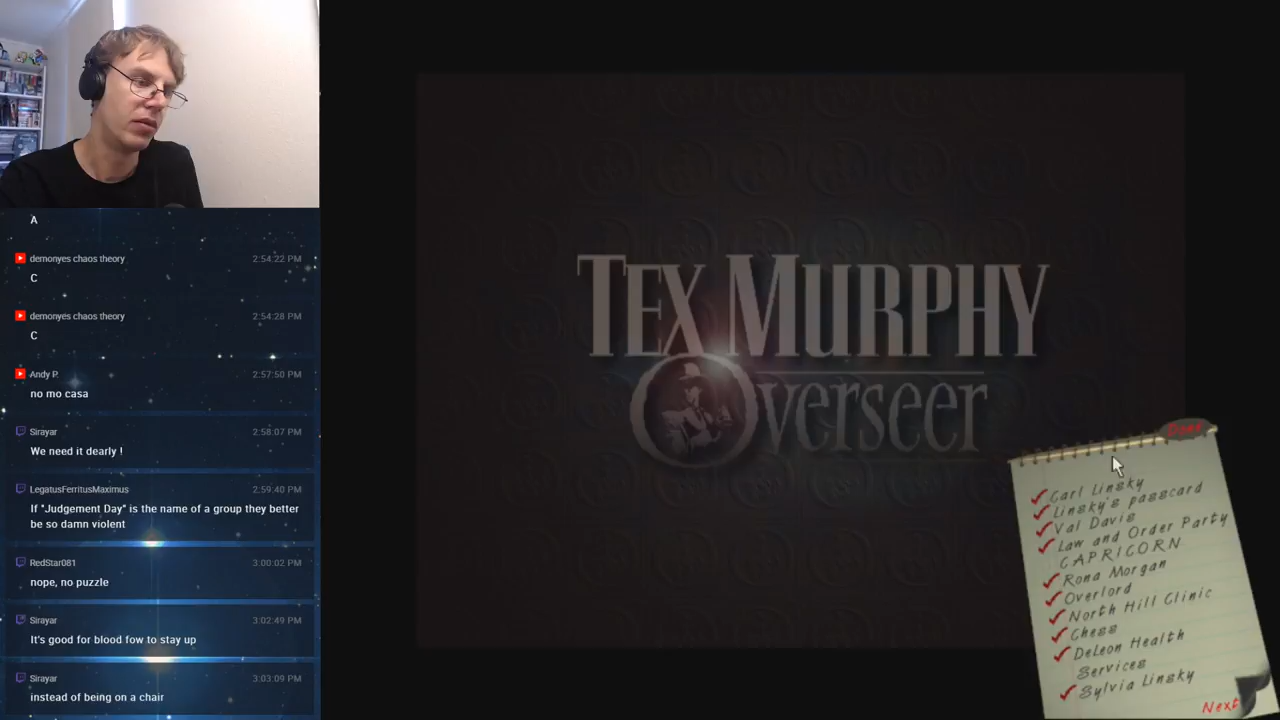 A
demonyes chaos theory 2:54:22 PM
C
demonyes chaos theory 2:54:28 PM
C
Andy P. 2:57:50 PM
no mo casa
Sirayar 2:58:07 PM
We need it dearly !
LegatusFerritusMaximus 2:59:40 PM
If "Judgement Day" is the name of a group they better
be so damn violent
RedStar081 3:00:02 PM
nope, no puzzle
Sirayar 3:02:49 PM
It's good for blood fow to stay up
Sirayar 3:03:09 PM
instead of being on a chair
TEX MURPHY
Overseer
Done
Carl Linsky
Linsky's passcard
Val Davis
Law and Order Party
CAPRICORN
Rona Morgan
Overlord
North Hill Clinic
Chess
DeLeon Health
Services
Sylvia Linsky
Next